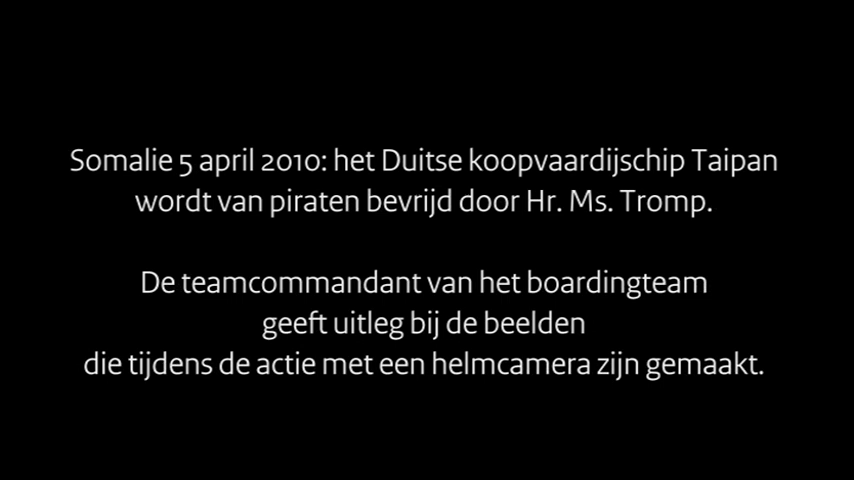 Somalie 5 april 2010: het Duitse koopvaardijschip Taipan
wordt van piraten bevrijd door Hr. Ms. Tromp.
De teamcommandant van het boardingteam
geeft uitleg bij de beelden
die tijdens de actie met een helmcamera zijn gemaakt.